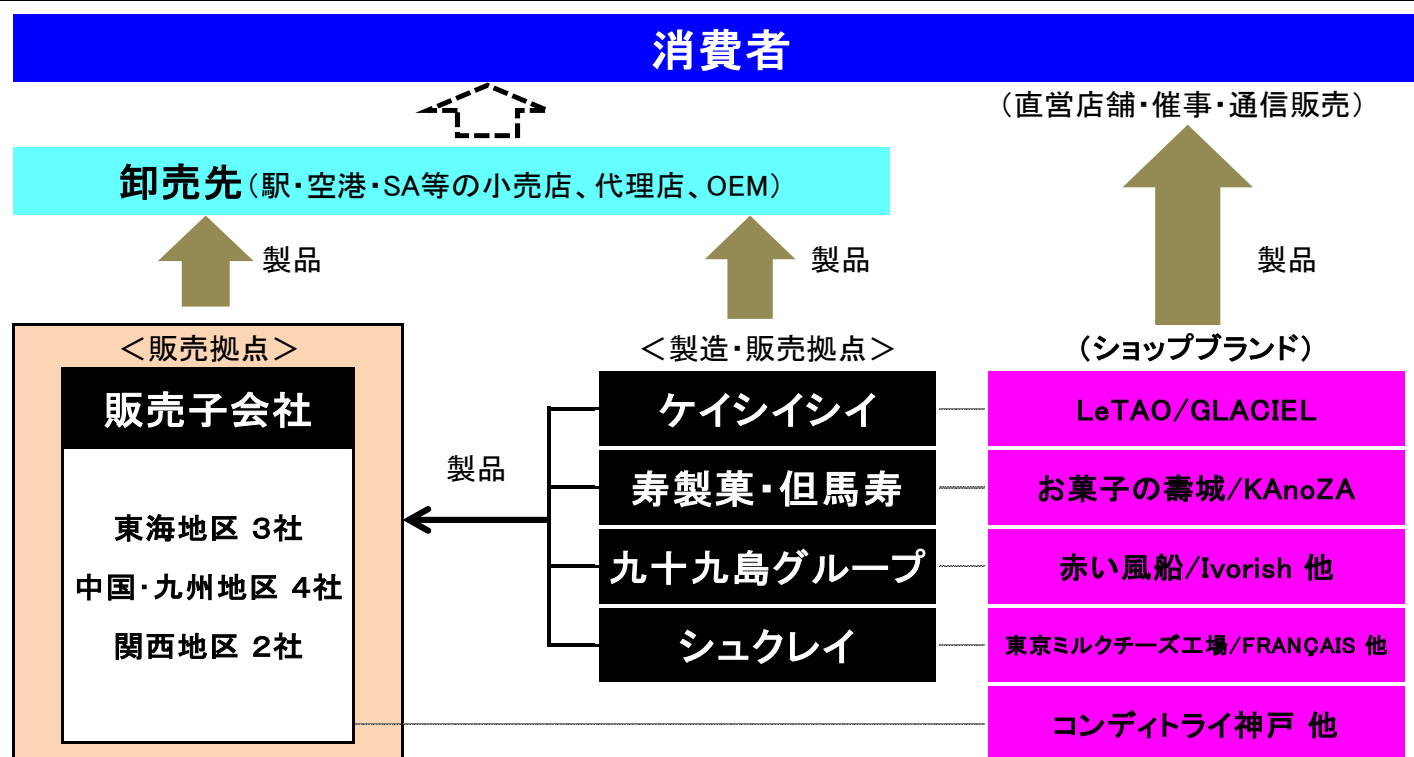 消費者
（直営店舗・催事・通信販売）
卸売先（駅・空港・SA等の小売店、代理店、OEM）
製品
製品
製品
＜販売拠点＞
販売子会社
東海地区 3社
中国・九州地区 4社
関西地区 2社
製品
＜製造・販売拠点＞
ケイシイシイ
寿製菓・但馬寿
九十九島グループ
シュクレイ
（ショップブランド）
LeTAO/GLACIEL
お菓子の壽城/KAnoZA
赤い風船/Ivorish 他
東京ミルクチーズ工場/FRANÇAIS 他
コンディトライ神戸 他